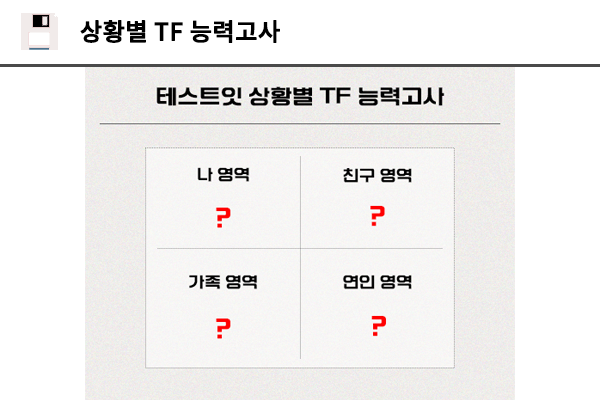 상황별 TF 능력고사
테스트잇 상황별 TF 능력고사
나 영역
친구 영역
?
?
가족 영역
연인 영역
?
?